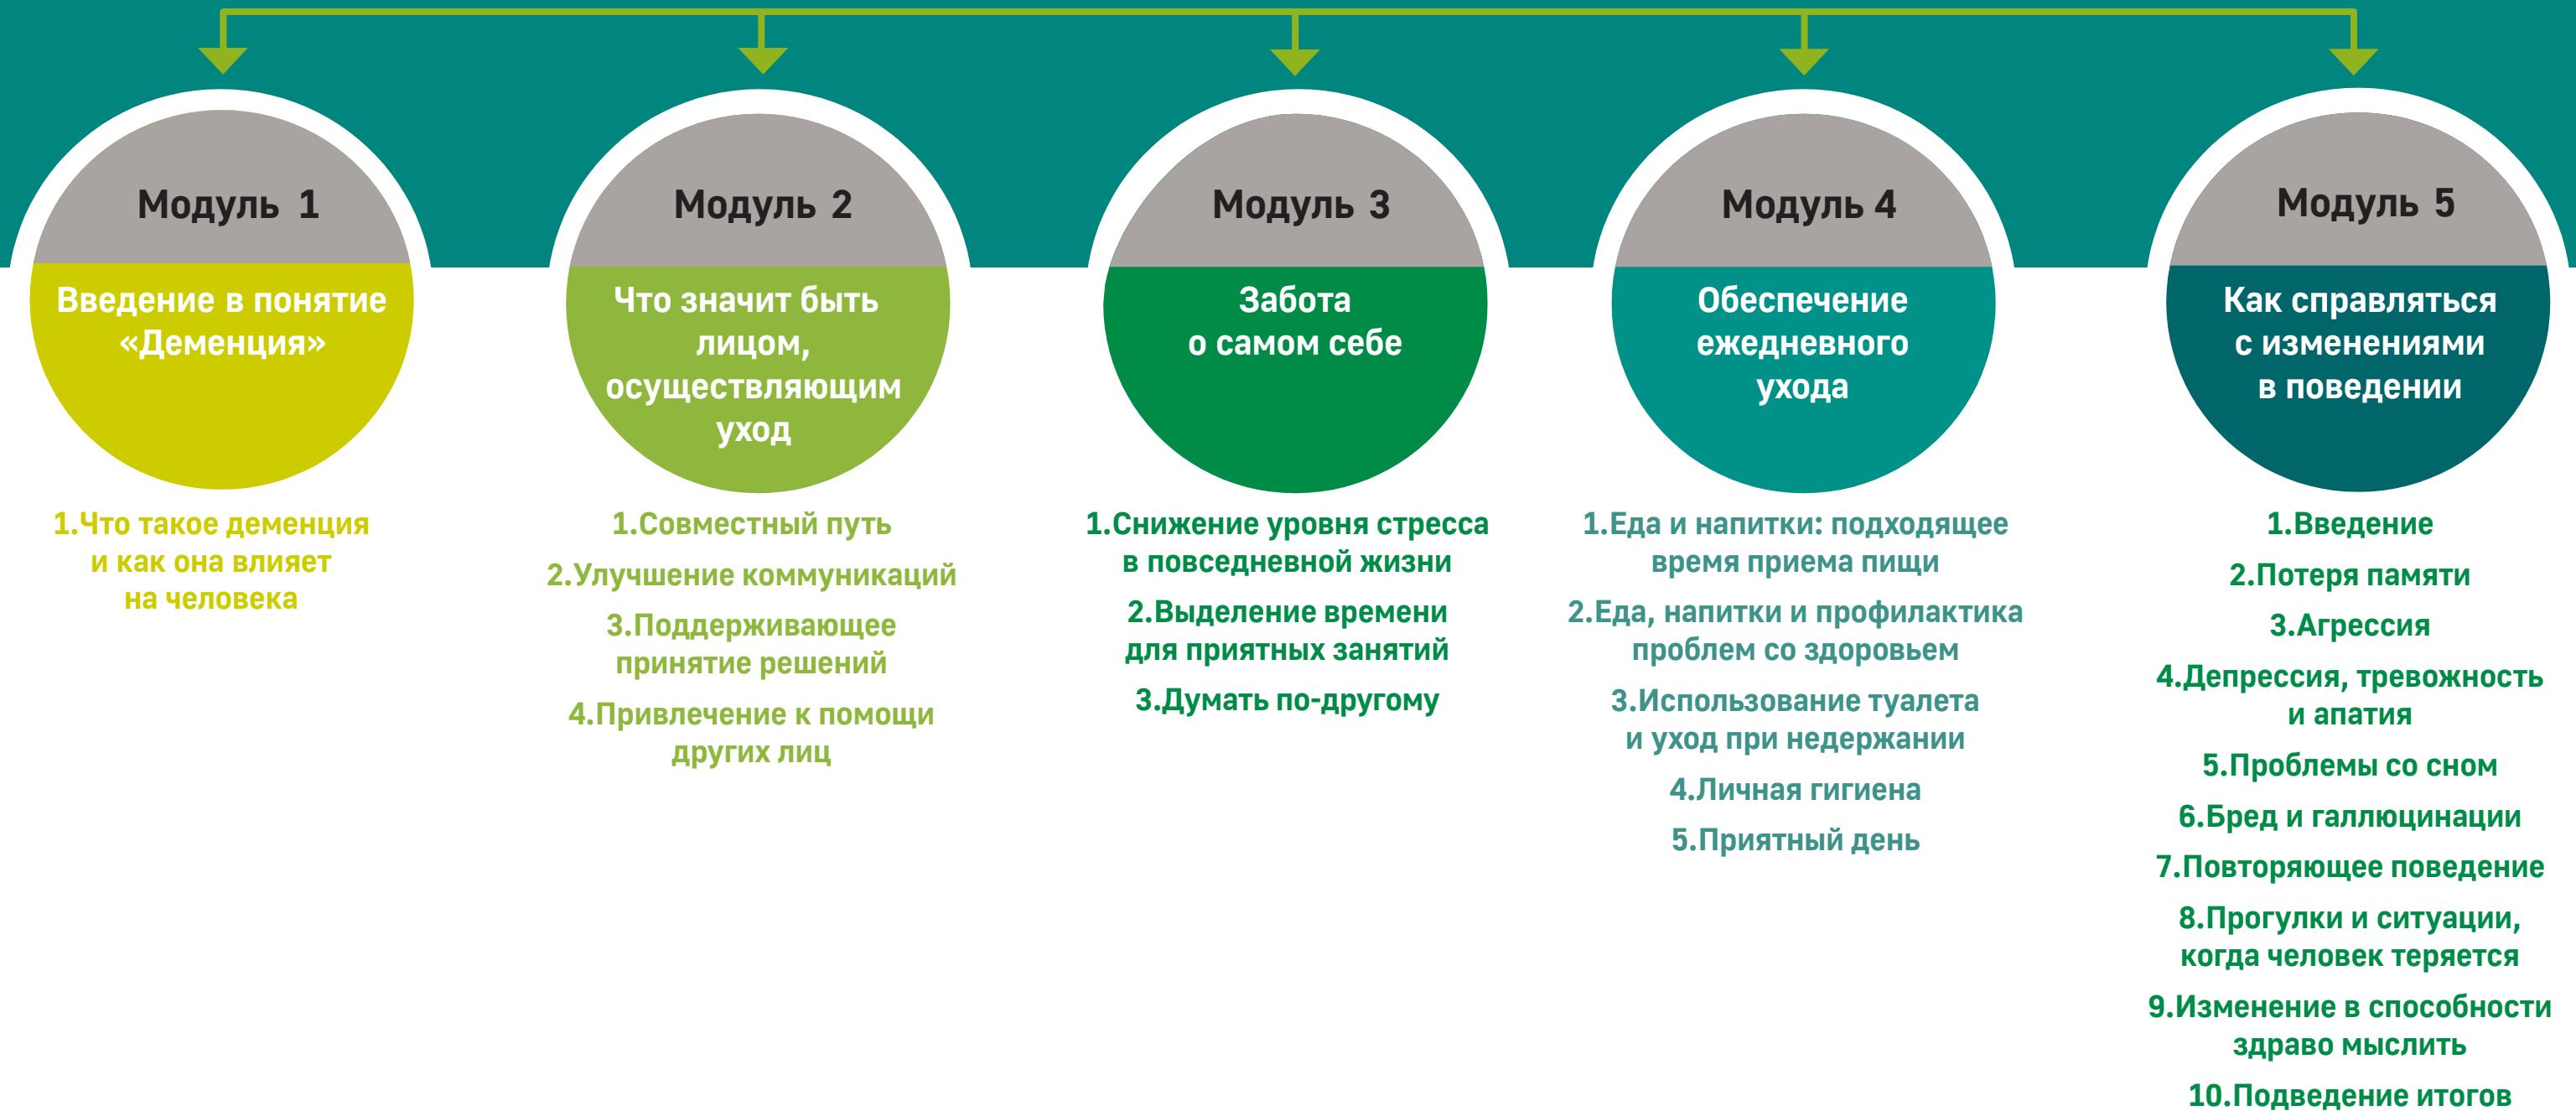 Модуль 1
Введение в понятие
«Деменция»
1.Что такое деменция
и как она влияет
на человека
Модуль 2
Что значит быть
лицом,
осуществляющим
уход
1.Совместный путь
2.Улучшение коммуникаций
3.Поддерживающее
принятие решений
4.Привлечение к помощи
других лиц
Модуль 3
Забота
о самом себе
1.Снижение уровня стресса
в повседневной жизни
2.Выделение времени
для приятных занятий
3.Думать по-другому
Модуль 4
Обеспечение
ежедневного
ухода
1.Еда и напитки: подходящее
время приема пищи
2.Еда, напитки и профилактика
проблем со здоровьем
3.Использование туалета
и уход при недержании
4.Личная гигиена
5.Приятный день
Модуль 5
Как справляться
с изменениями
в поведении
1.Введение
2.Потеря памяти
3.Агрессия
4.Депрессия, тревожность
и апатия
5.Проблемы со сном
6.Бред и галлюцинации
7.Повторяющее поведение
8.Прогулки и ситуации,
когда человек теряется
9.Изменение в способности
здраво мыслить
10.Подведение итогов